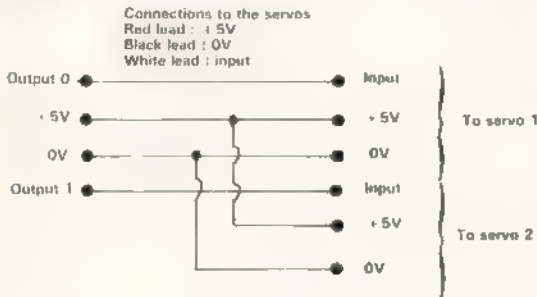 Connections to the servos
Red lead : + 5V
Black lead : 0V
White lead : input
Output 0
Input
+ 5V
+ 5V
To servo 1
0V
0V
Output 1
Input
+ 5V
To servo 2
0V